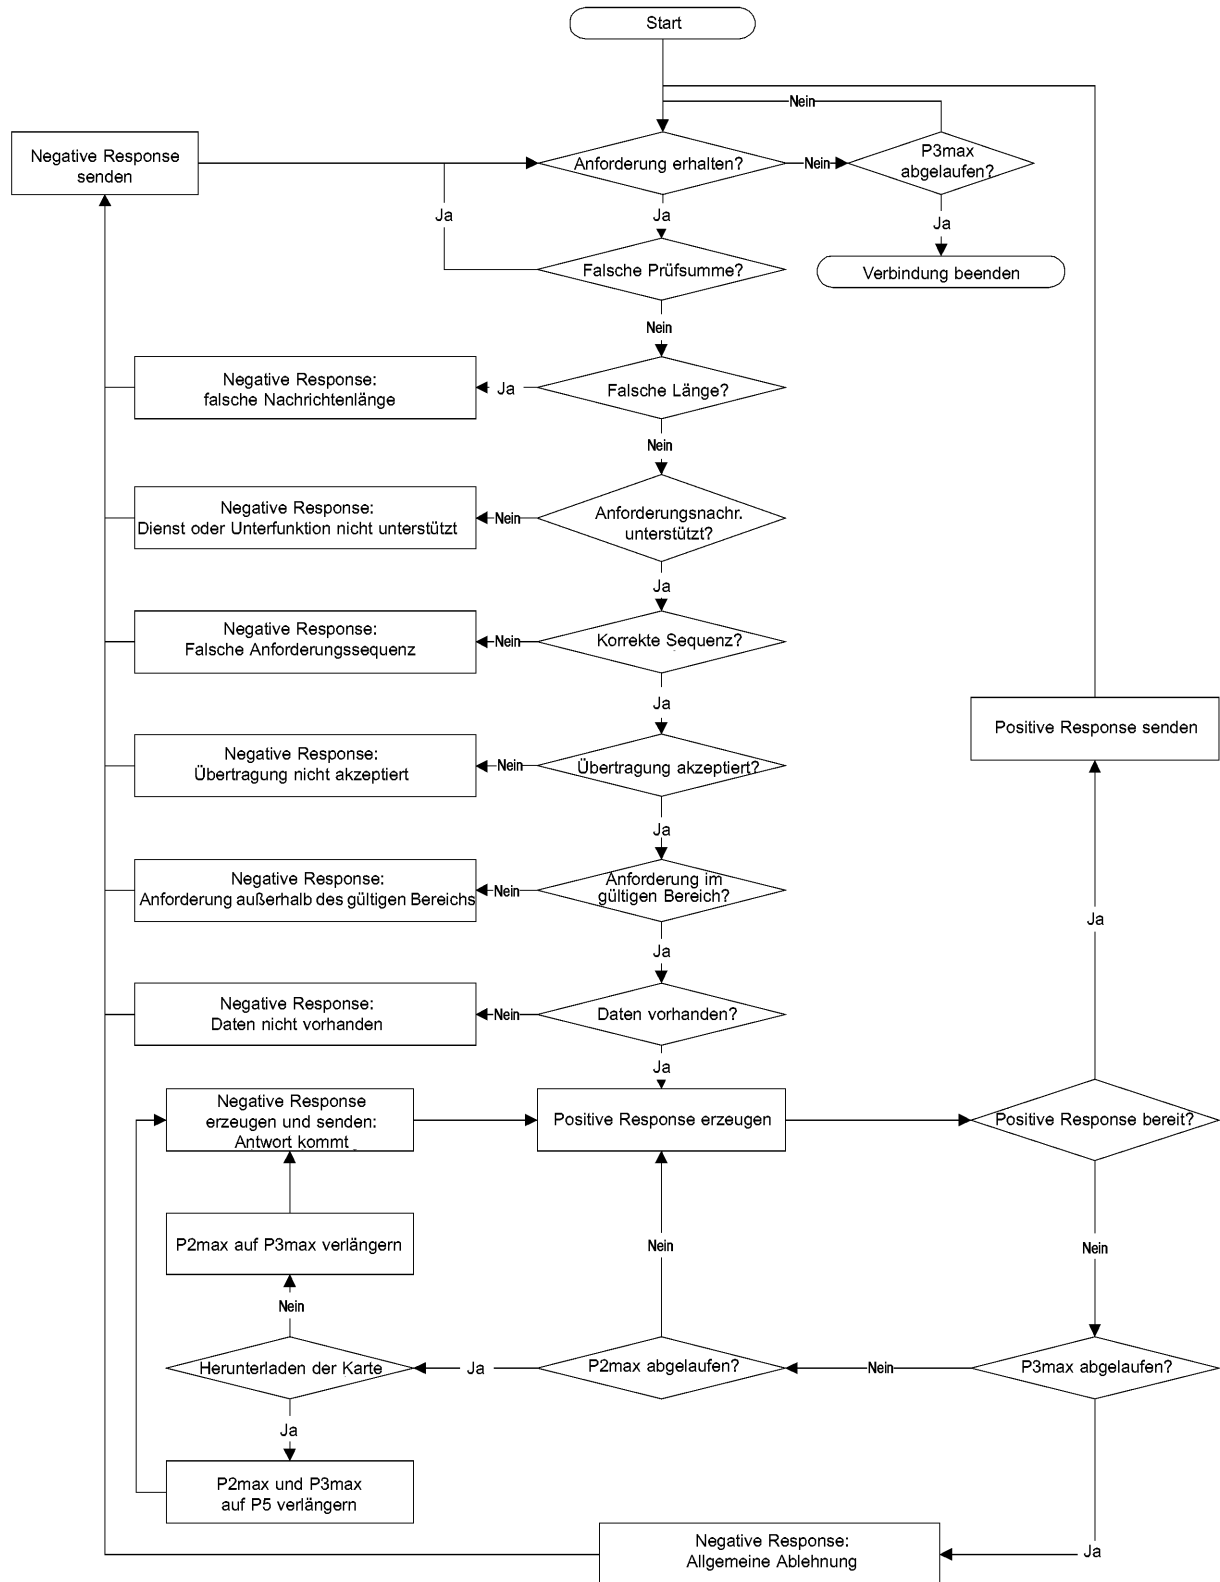 Start
Nein
Negative Response
senden
Anforderung erhalten?
Nein
P3max
abgelaufen?
Ja
Ja
Ja
Falsche Prüfsumme?
Verbindung beenden
Nein
Negative Response:
falsche Nachrichtenlänge
Ja
Falsche Länge?
Nein
Negative Response:
Dienst oder Unterfunktion nicht unterstützt
Nein
Anforderungsnachr.
unterstützt?
Ja
Negative Response:
Falsche Anforderungssequenz
Nein
Korrekte Sequenz?
Ja
Positive Response senden
Negative Response:
Übertragung nicht akzeptiert
Nein
Übertragung akzeptiert?
Ja
Negative Response:
Anforderung außerhalb des gültigen Bereichs
Nein
Anforderung im
gültigen Bereich?
Ja
Ja
Negative Response:
Daten nicht vorhanden
Nein
Daten vorhanden?
Ja
Negative Response
erzeugen und senden:
Antwort kommt
Positive Response erzeugen
Positive Response bereit?
P2max auf P3max verlängern
Nein
Nein
Nein
Herunterladen der Karte
Ja
P2max abgelaufen?
Nein
P3max abgelaufen?
Ja
P2max und P3max
auf P5 verlängern
Negative Response:
Allgemeine Ablehnung
Ja